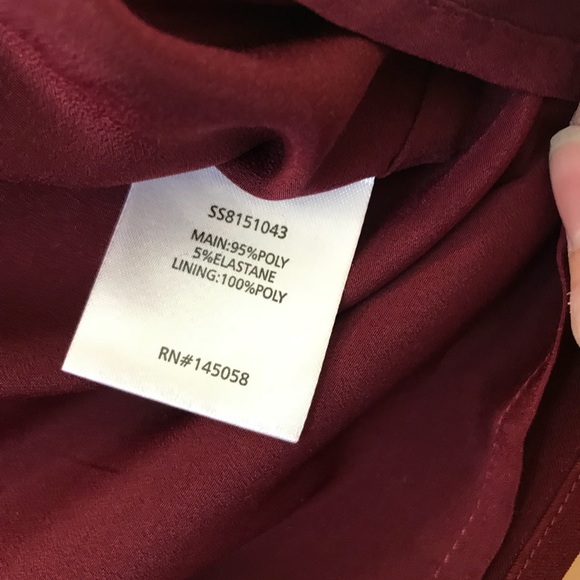 SS8151043
MAIN:95%POLY
5%ELASTANE
LINING:100%POLY
RN#145058